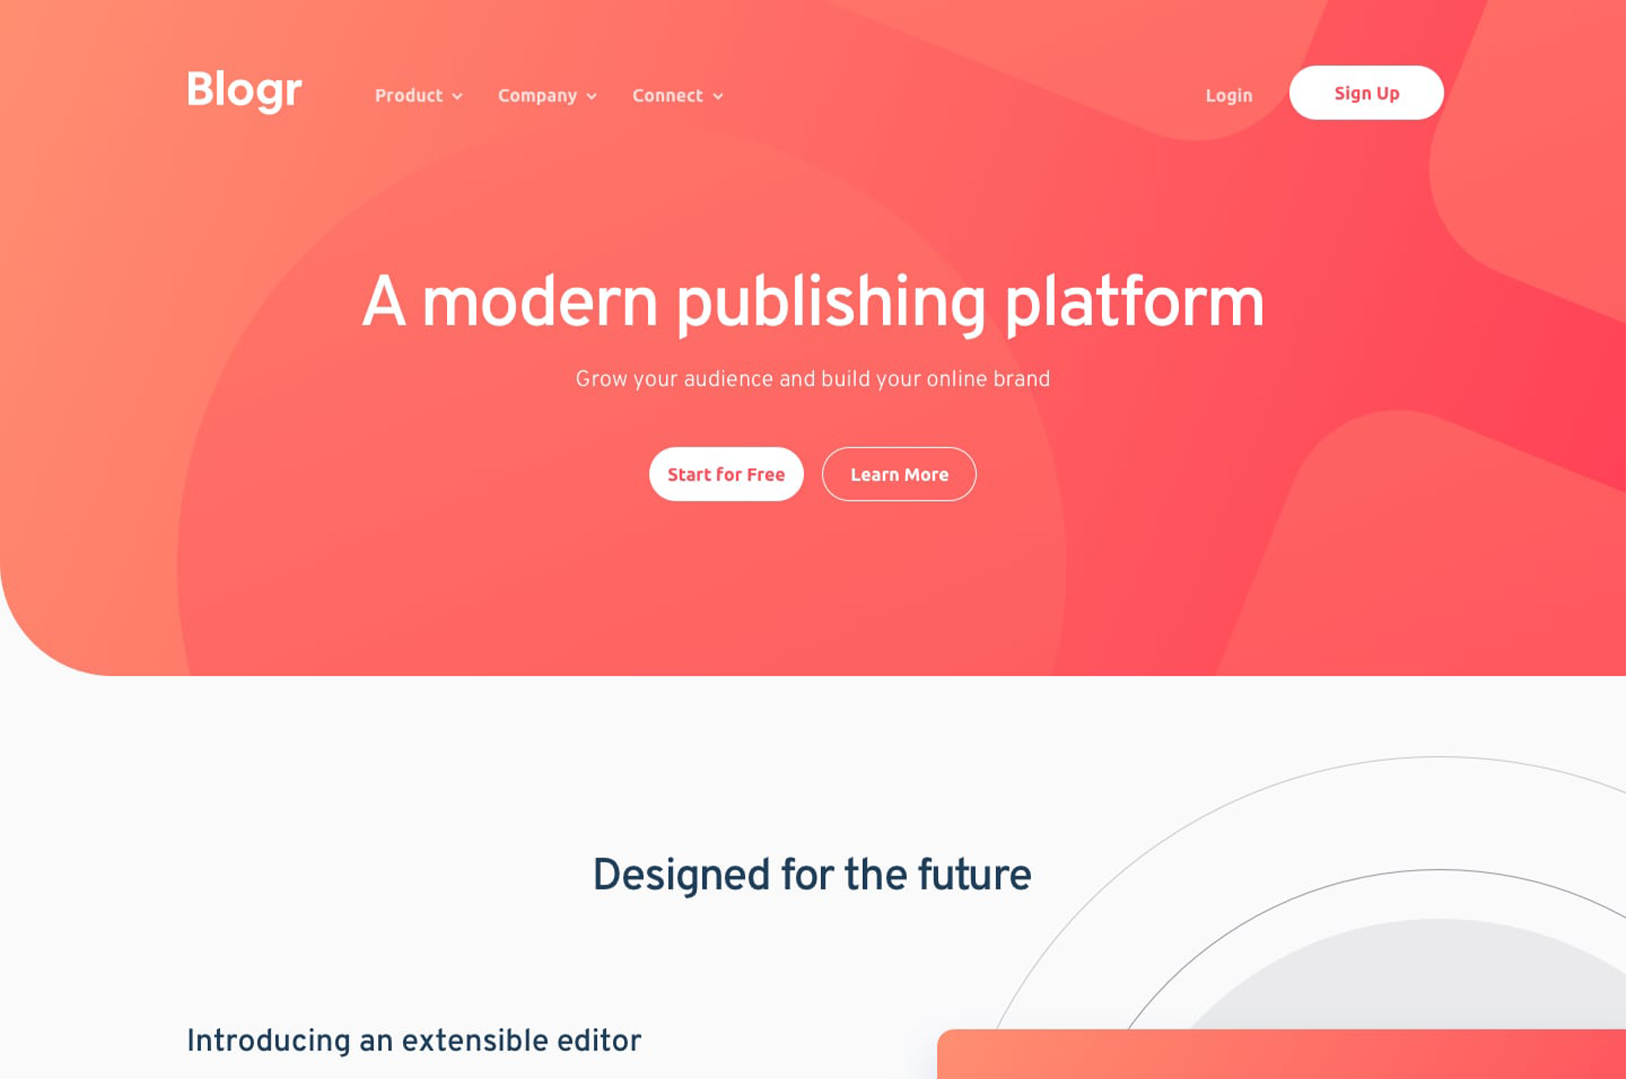 Blogr Product Company Connect Login Sign Up
A modern publishing platform
Grow your audience and build your online brand
Start for Free Learn More
Designed for the future
Introducing an extensible editor